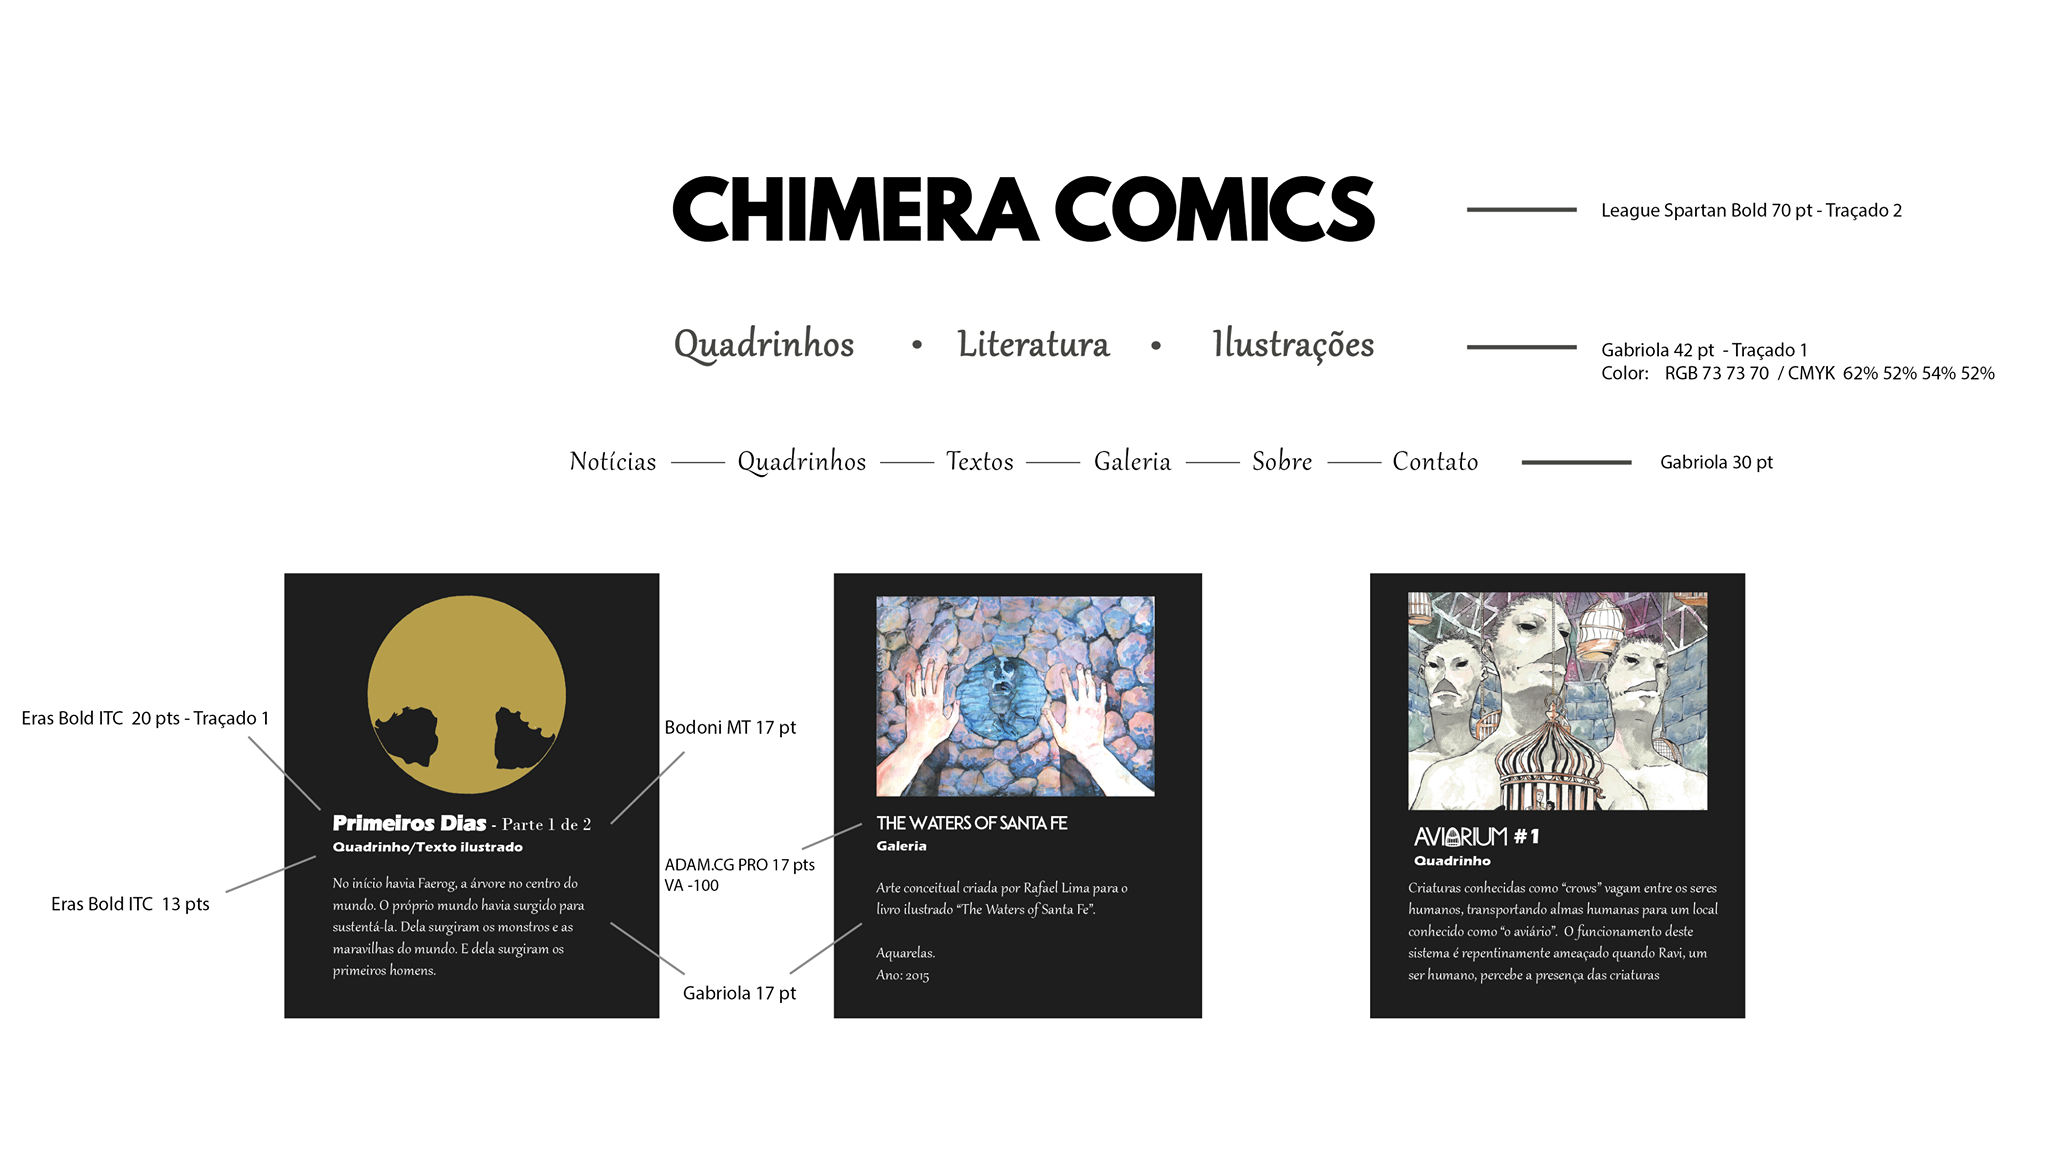 CHIMERA COMICS
League Spartan Bold 70 pt - Traçado 2
Quadrinhos • Literatura • Ilustrações
Gabriola 42 pt - Traçado 1
Color: RGB 73 73 70 / CMYK 62% 52% 54% 52%
Notícias — Quadrinhos — Textos — Galeria — Sobre — Contato
Gabriola 30 pt
Eras Bold ITC 20 pts - Traçado 1
Eras Bold ITC 13 pts
Primeiros Dias - Parte 1 de 2
Quadrinho/Texto ilustrado
No início havia Faerog, a árvore no centro do
mundo. O próprio mundo havia surgido para
sustentá-la. Dela surgiram os monstros e as
maravilhas do mundo. E dela surgiram os
primeiros homens.
Bodoni MT 17 pt
ADAM.CG PRO 17 pts
VA -100
Gabriola 17 pt
THE WATERS OF SANTA FE
Galeria
Arte conceitual criada por Rafael Lima para o
livro ilustrado “The Waters of Santa Fe”.
Aquarelas.
Ano: 2015
AVIARIUM #1
Quadrinho
Criaturas conhecidas como “crows” vagam entre os seres
humanos, transportando almas humanas para um local
conhecido como “o aviário”. O funcionamento deste
sistema é repentinamente ameaçado quando Ravi, um
ser humano, percebe a presença das criaturas